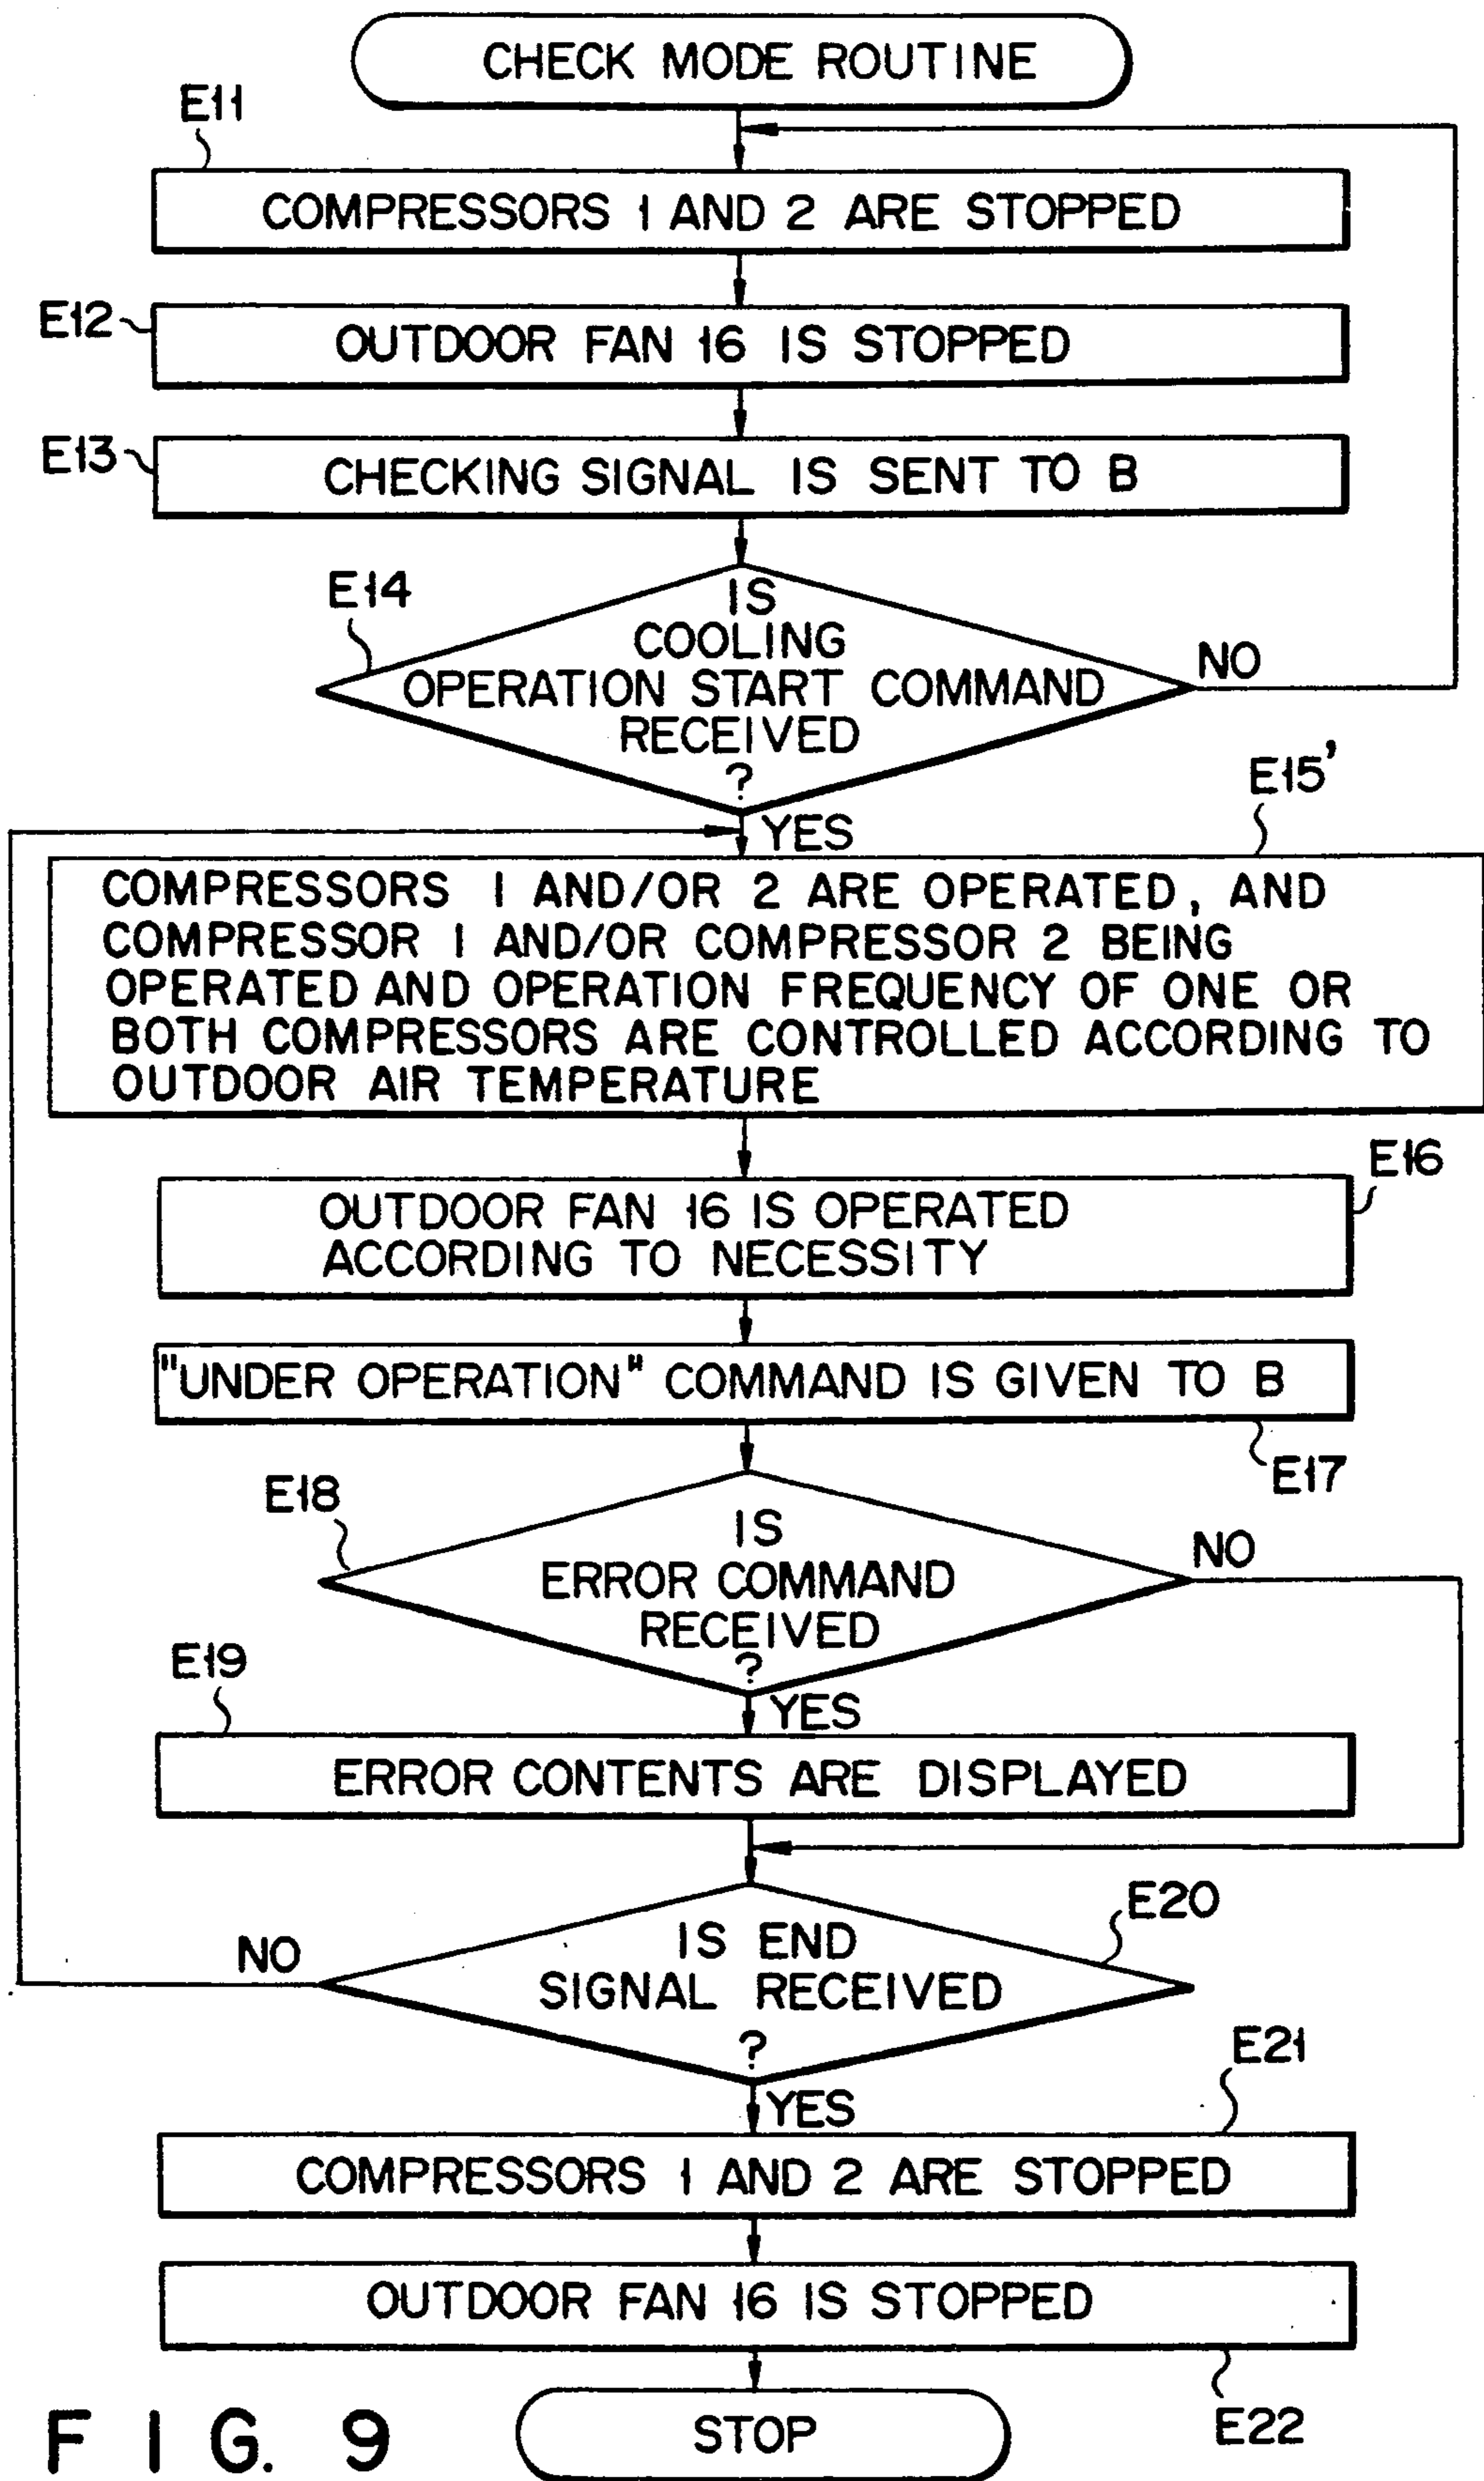 CHECK MODE ROUTINE
E11
COMPRESSORS 1 AND 2 ARE STOPPED
E12
OUTDOOR FAN 16 IS STOPPED
E13
CHECKING SIGNAL IS SENT TO B
E14
IS
COOLING
OPERATION START COMMAND
RECEIVED
?
NO
YES
E15'
COMPRESSORS 1 AND/OR 2 ARE OPERATED, AND
COMPRESSOR 1 AND/OR COMPRESSOR 2 BEING
OPERATED AND OPERATION FREQUENCY OF ONE OR
BOTH COMPRESSORS ARE CONTROLLED ACCORDING TO
OUTDOOR AIR TEMPERATURE
E16
OUTDOOR FAN 16 IS OPERATED
ACCORDING TO NECESSITY
"UNDER OPERATION" COMMAND IS GIVEN TO B
E17
E18
IS
ERROR COMMAND
RECEIVED
?
NO
YES
E19
ERROR CONTENTS ARE DISPLAYED
E20
IS END
SIGNAL RECEIVED
?
NO
YES
E21
COMPRESSORS 1 AND 2 ARE STOPPED
OUTDOOR FAN 16 IS STOPPED
E22
STOP
FIG. 9